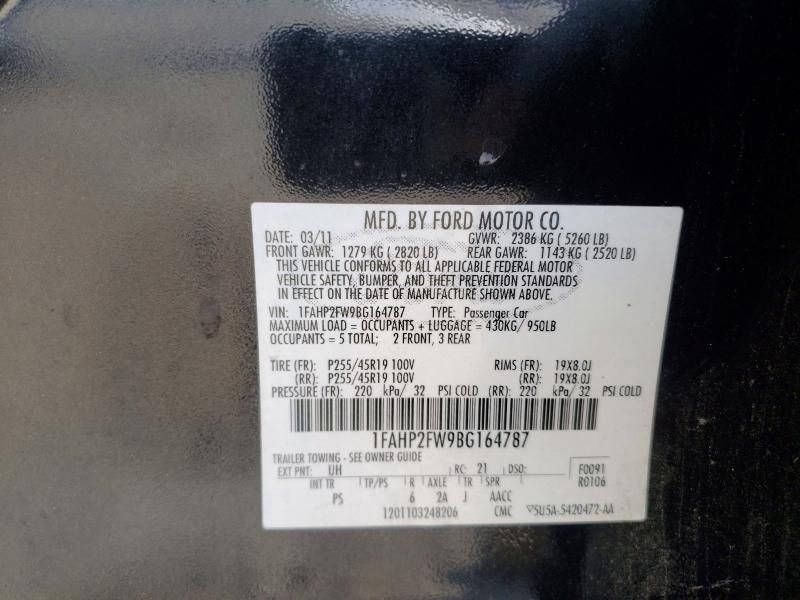 MFD. BY FORD MOTOR CO.
DATE: 03/11 GVWR: 2386 KG ( 5260 LB)
FRONT GAWR: 1279 KG ( 2820 LB) REAR GAWR: 1143 KG ( 2520 LB)
THIS VEHICLE CONFORMS TO ALL APPLICABLE FEDERAL MOTOR
VEHICLE SAFETY, BUMPER, AND THEFT PREVENTION STANDARDS
IN EFFECT ON THE DATE OF MANUFACTURE SHOWN ABOVE.
VIN: 1FAHP2FW9BG164787 TYPE: Passenger Car
MAXIMUM LOAD = OCCUPANTS + LUGGAGE = 430KG/ 950LB
OCCUPANTS = 5 TOTAL; 2 FRONT, 3 REAR
TIRE (FR): P255/45R19 100V RIMS (FR): 19X8.0J
(RR): P255/45R19 100V (RR): 19X8.0J
PRESSURE (FR): 220 kPa/ 32 PSI COLD (RR): 220 kPa/ 32 PSI COLD
1FAHP2FW9BG164787
TRAILER TOWING - SEE OWNER GUIDE
EXT PNT: UH RC: 21 DSO: F0091
INT TR TP/PS R AXLE TR SPR R0106
PS 6 2A J AACC
1201103248206 CMC ▽5U5A-5420472-AA